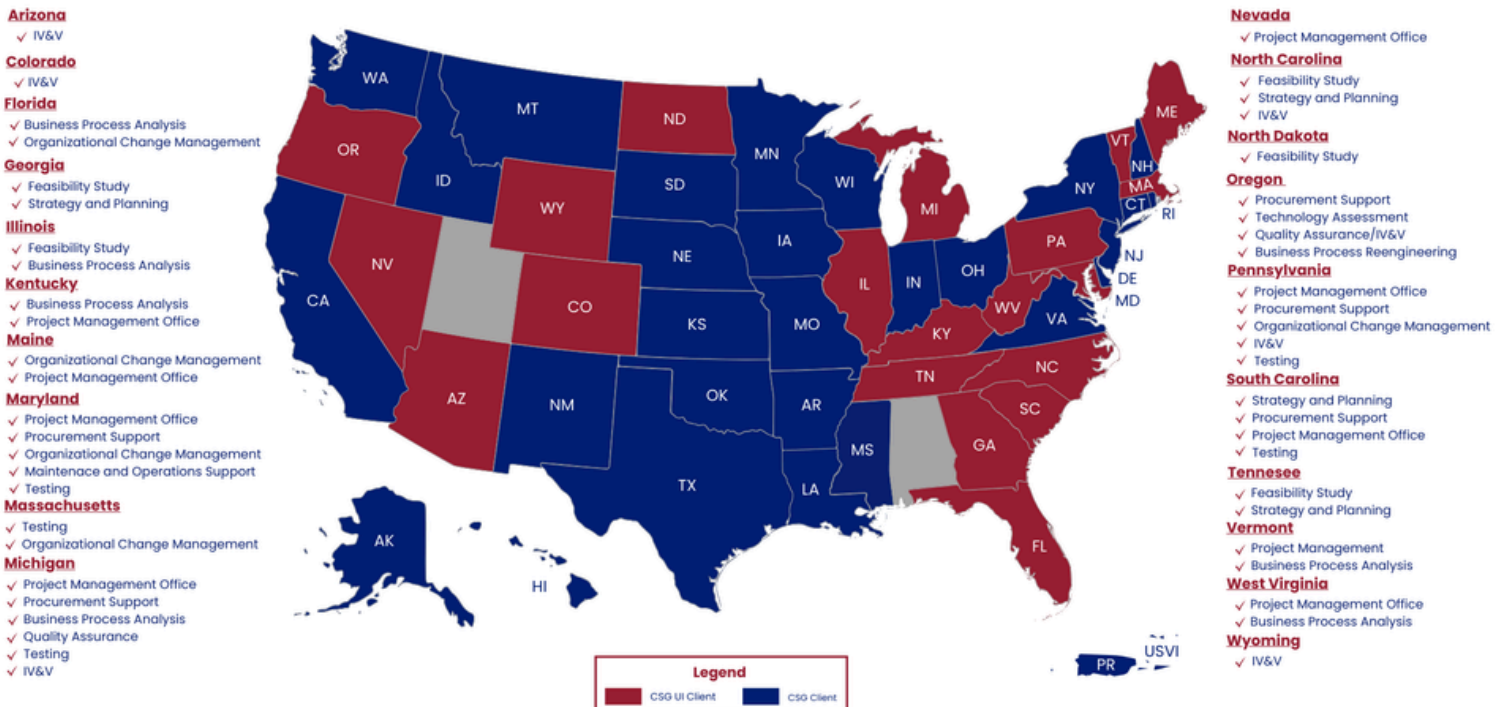 Arizona
IV&V
Colorado
IV&V
Florida
Business Process Analysis
Organizational Change Management
Georgia
Feasibility Study
Strategy and Planning
Illinois
Feasibility Study
Business Process Analysis
Kentucky
Business Process Analysis
Project Management Office
Maine
Organizational Change Management
Project Management Office
Maryland
Project Management Office
Procurement Support
Organizational Change Management
Maintenace and Operations Support
Testing
Massachusetts
Testing
Organizational Change Management
Michigan
Project Management Office
Procurement Support
Business Process Analysis
Quality Assurance
Testing
IV&V
WA
MT
ND
MN
OR
ID
SD
WI
WY
MI
NY
VT
NH
ME
MA
CT
RI
NV
CA
NE
IA
CO
KS
IL
IN
OH
PA
NJ
DE
MD
WV
VA
KY
MO
AZ
NM
OK
AR
TN
NC
SC
TX
LA
MS
GA
FL
AK
HI
PR
USVI
Legend
CSG UI Client
CSG Client
Nevada
Project Management Office
North Carolina
Feasibility Study
Strategy and Planning
IV&V
North Dakota
Feasibility Study
Oregon
Procurement Support
Technology Assessment
Quality Assurance/IV&V
Business Process Reengineering
Pennsylvania
Project Management Office
Procurement Support
Organizational Change Management
IV&V
Testing
South Carolina
Strategy and Planning
Procurement Support
Project Management Office
Testing
Tennesee
Feasibility Study
Strategy and Planning
Vermont
Project Management
Business Process Analysis
West Virginia
Project Management Office
Business Process Analysis
Wyoming
IV&V